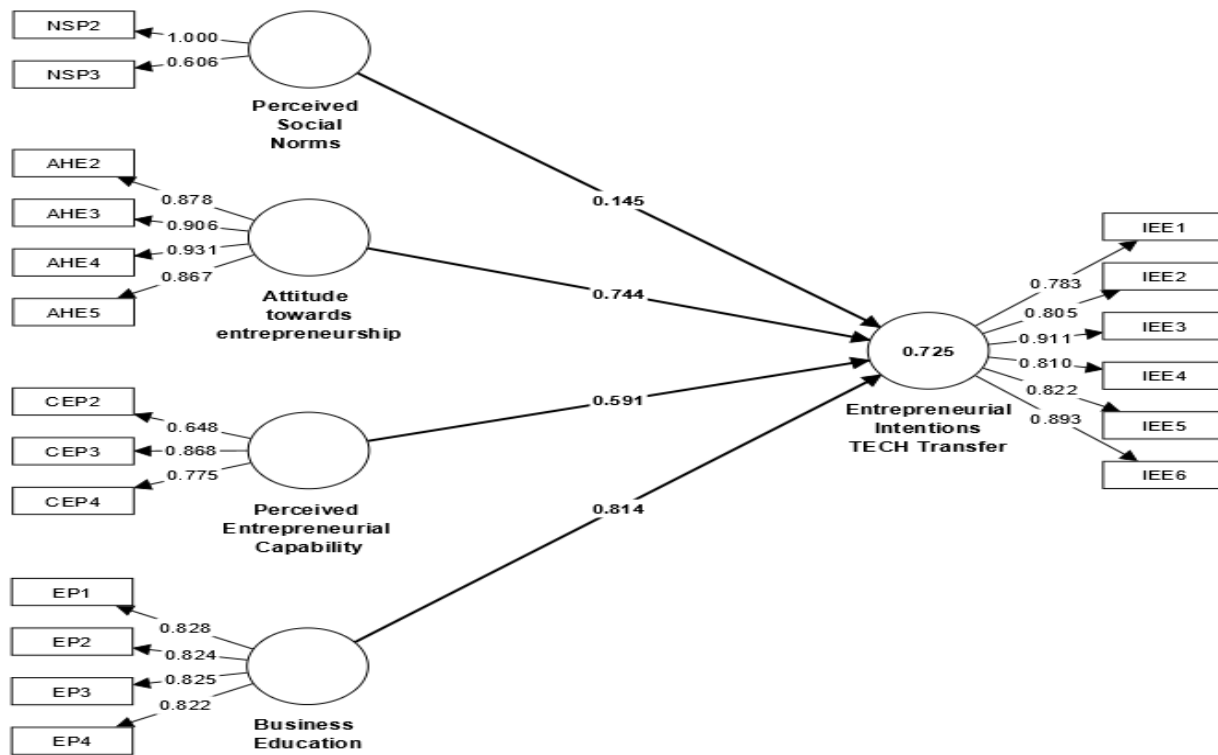 NSP2
1.000
NSP3
0.606
Perceived
Social
Norms
AHE2
0.878
AHE3
0.906
AHE4
0.931
AHE5
0.867
Attitude
towards
entrepreneurship
CEP2
0.648
CEP3
0.868
CEP4
0.775
Perceived
Entrepreneurial
Capability
EP1
0.828
EP2
0.824
EP3
0.825
EP4
0.822
Business
Education
0.145
0.744
0.591
0.814
0.725
Entrepreneurial
Intentions
TECH Transfer
IEE1
0.783
IEE2
0.805
IEE3
0.911
IEE4
0.810
IEE5
0.822
IEE6
0.893